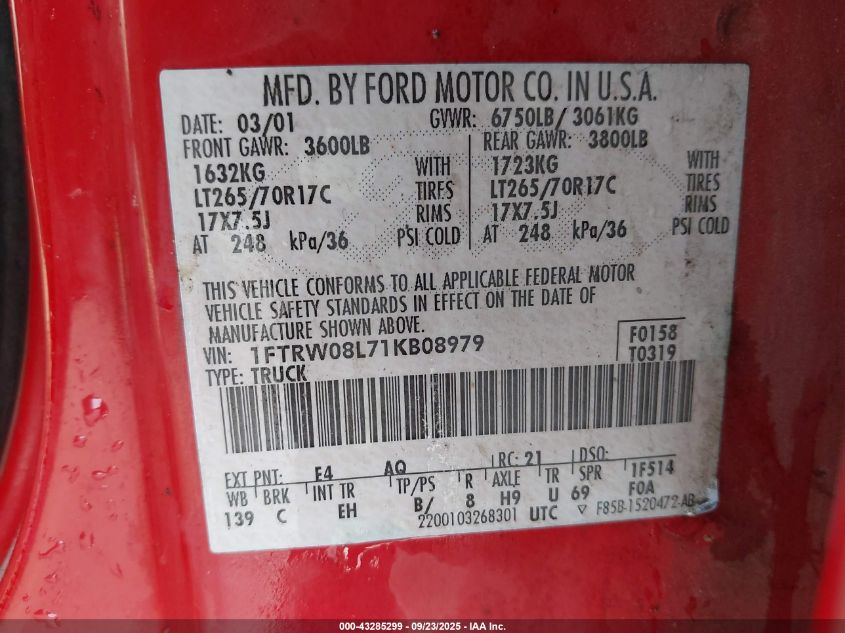 MFD. BY FORD MOTOR CO. IN U.S.A.
DATE: 03/01 GVWR: 6750LB/ 3061KG
FRONT GAWR: 3600LB REAR GAWR: 3800LB
1632KG WITH 1723KG WITH
LT265/70R17C TIRES LT265/70R17C TIRES
17X7.5J RIMS 17X7.5J RIMS
AT 248 kPa/36 PSI COLD AT 248 kPa/36 PSI COLD
THIS VEHICLE CONFORMS TO ALL APPLICABLE FEDERAL MOTOR
VEHICLE SAFETY STANDARDS IN EFFECT ON THE DATE OF
MANUFACTURE SHOWN ABOVE.
VIN: 1FTRW08L71KB08979 F0158
TYPE: TRUCK T0319
EXT PNT: E4 AQ RC: 21 DSO:
WB BRK INT TR TP/PS R AXLE TR SPR 1F514
139 C EH B/ 8 H9 U 69 F0A
2200103268301 UTC ▽ F85B-1520472-AB
000-43285299 - 09/23/2025 - IAA Inc.